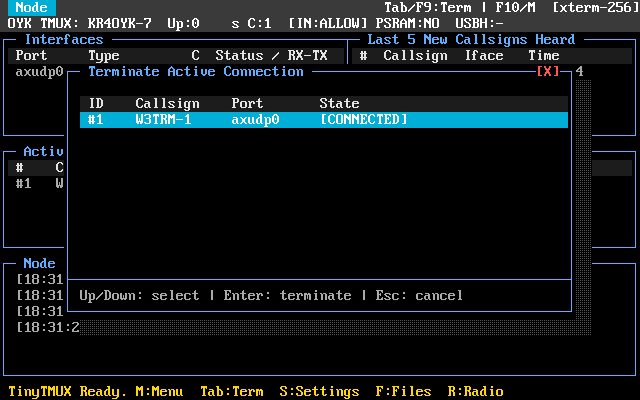 Node Tab/F9:Term | F10/M [xterm-256]
OYK TMUX: KR4OYK-7 Up:0 s C:1 [IN:ALLOW] PSRAM:NO USBH:-
Interfaces Last 5 New Callsigns Heard
Port Type C Status / RX-TX # Callsign Iface Time
axudp0 Terminate Active Connection [X] 4
ID Callsign Port State
#1 W3TRM-1 axudp0 [CONNECTED]
Activ
# C
#1 W
Node
[18:31
[18:31
[18:31
[18:31:2
Up/Down: select | Enter: terminate | Esc: cancel
TinyTMUX Ready. M:Menu Tab:Term S:Settings F:Files R:Radio